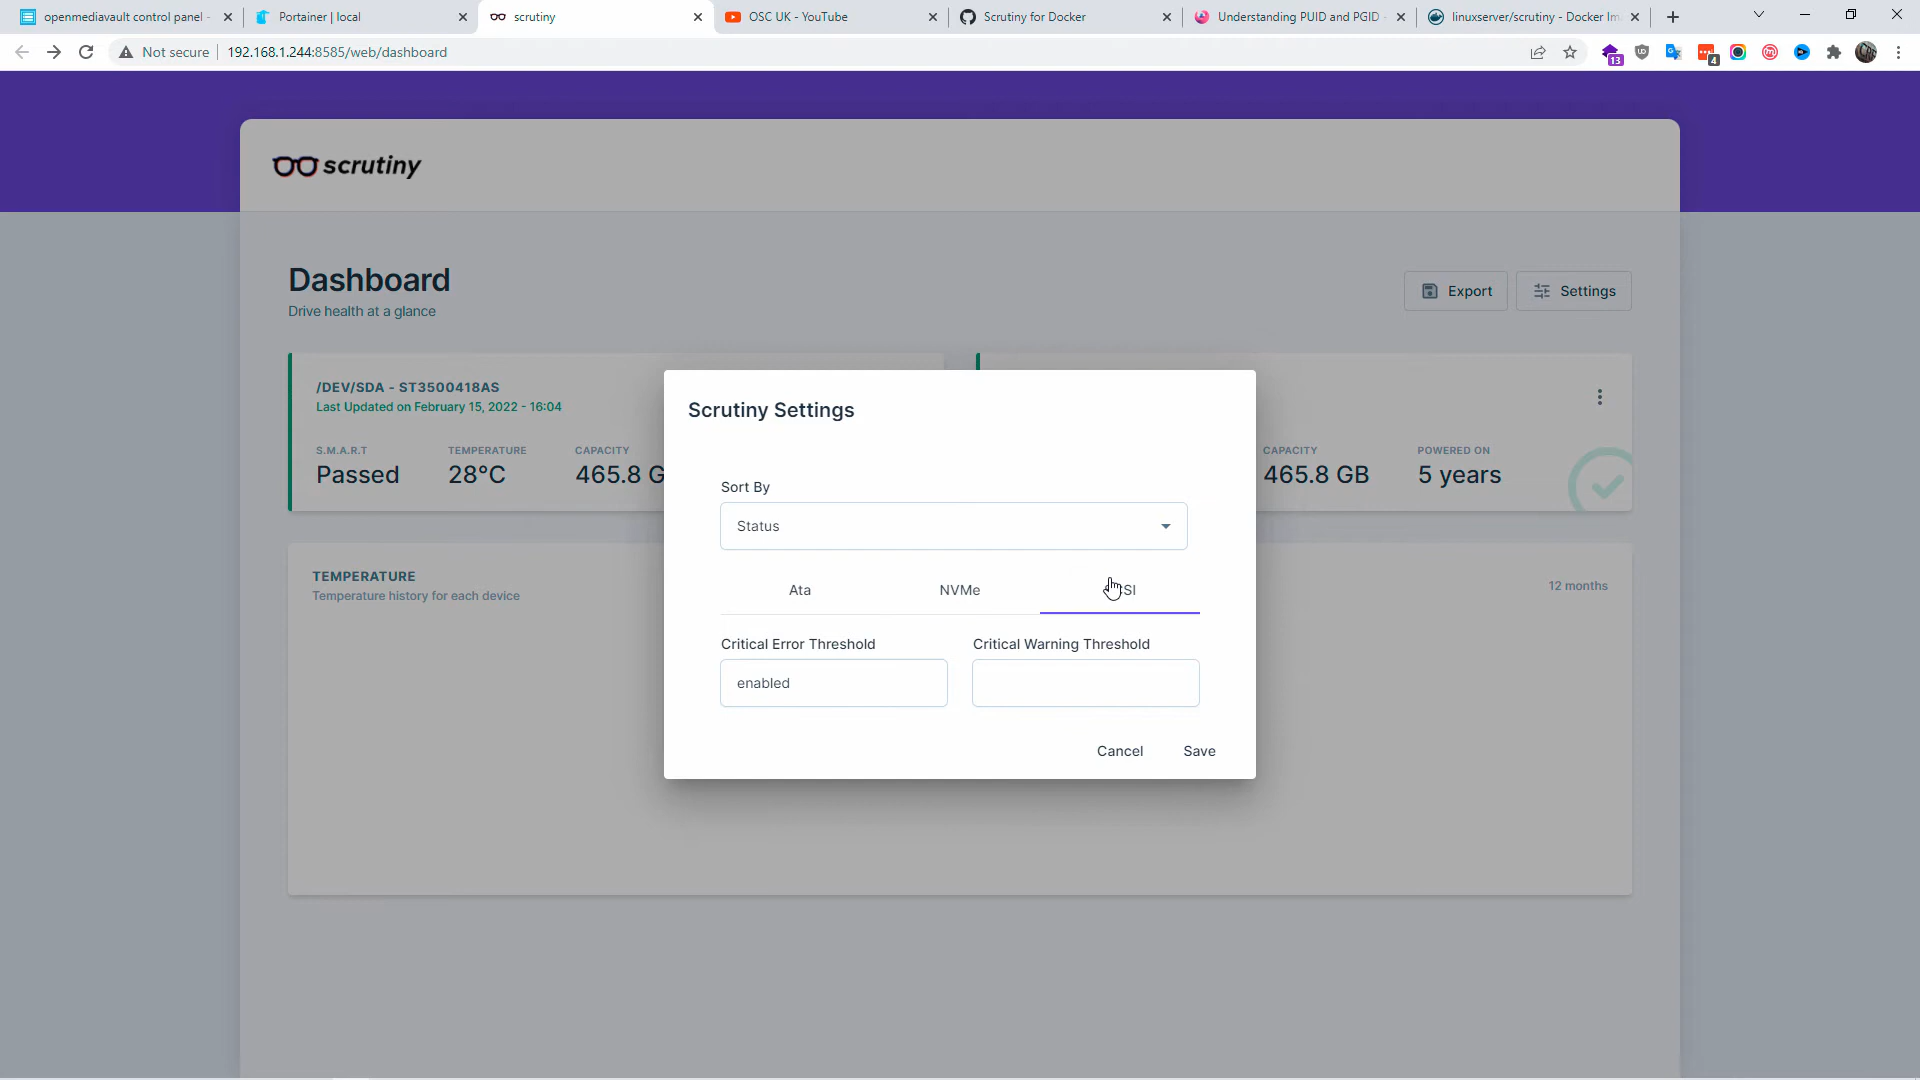 openmediavault control panel -
Portainer | local
scrutiny
OSC UK - YouTube
Scrutiny for Docker
Understanding PUID and PGID -
linuxserver/scrutiny - Docker Im
Not secure
192.168.1.244:8585/web/dashboard
13
4
scrutiny
Dashboard
Drive health at a glance
Export
Settings
/DEV/SDA - ST3500418AS
Last Updated on February 15, 2022 - 16:04
S.M.A.R.T
TEMPERATURE
CAPACITY
Passed
28°C
465.8 G
CAPACITY
POWERED ON
465.8 GB
5 years
TEMPERATURE
Temperature history for each device
12 months
Scrutiny Settings
Sort By
Status
Ata
NVMe
SI
Critical Error Threshold
Critical Warning Threshold
enabled
Cancel
Save